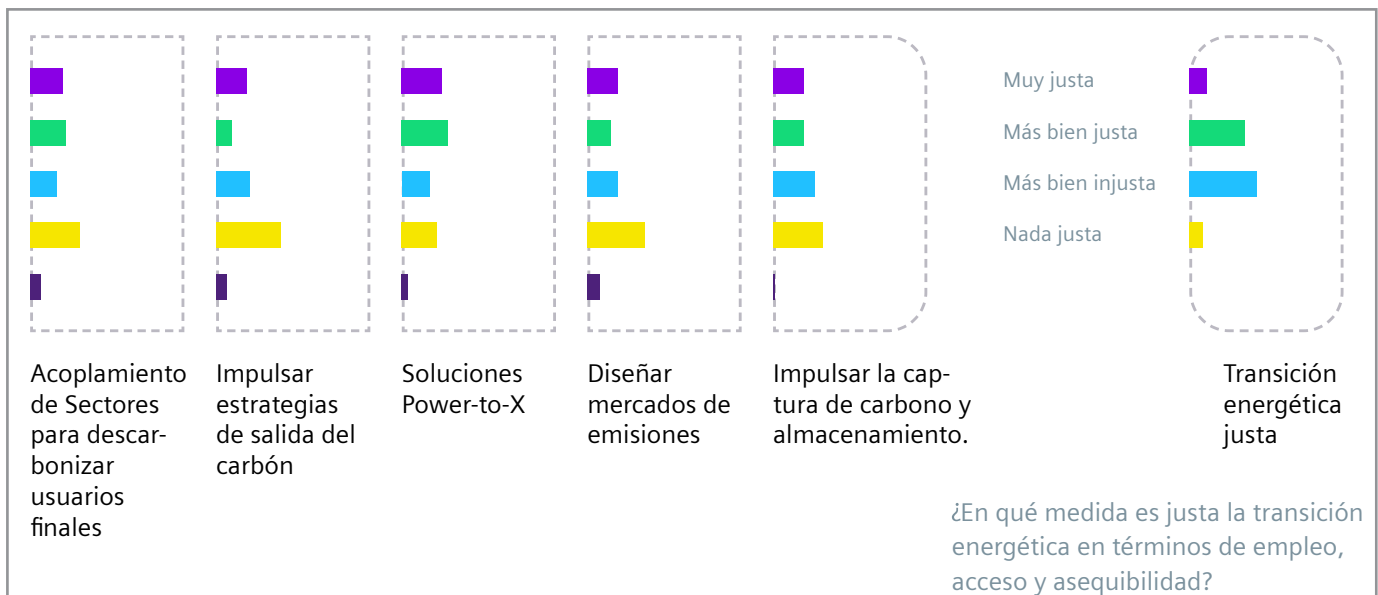 Muy justa
Más bien justa
Más bien injusta
Nada justa
Acoplamiento
de Sectores
para descar-
bonizar
usuarios
finales
Impulsar
estrategias
de salida del
carbón
Soluciones
Power-to-X
Diseñar
mercados de
emisiones
Impulsar la cap-
tura de carbono y
almacenamiento.
Transición
energética
justa
¿En qué medida es justa la transición
energética en términos de empleo,
acceso y asequibilidad?